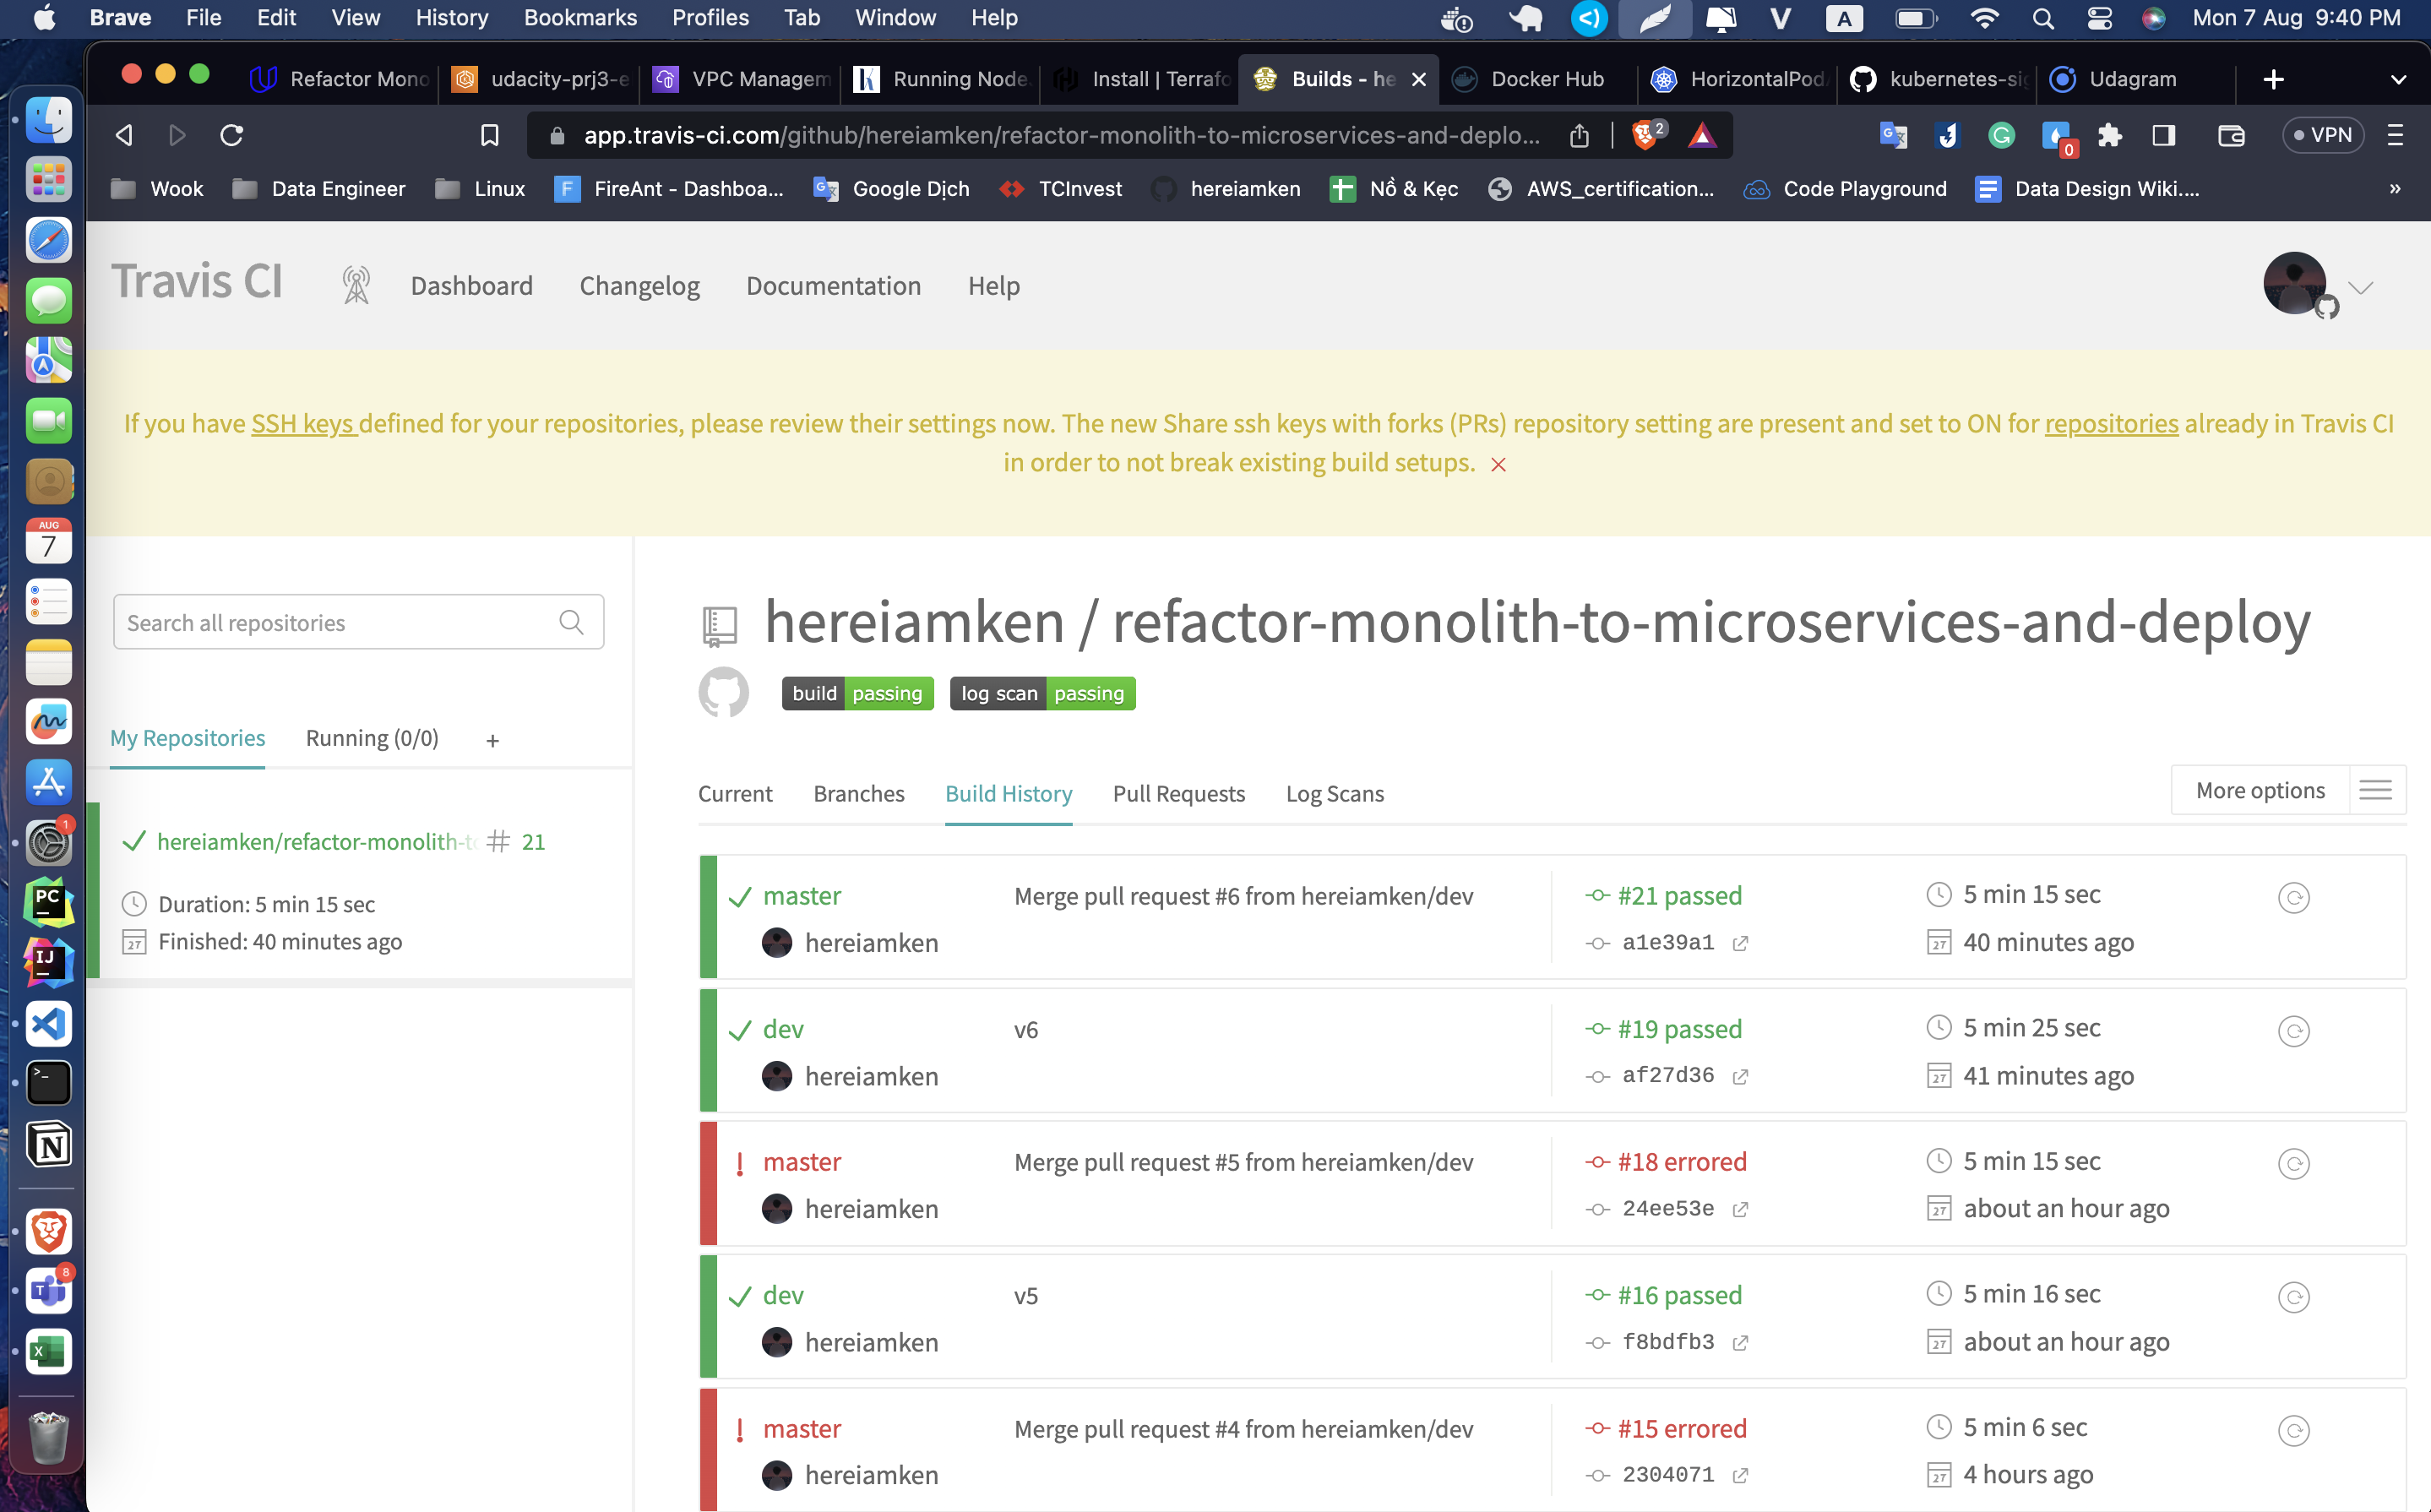 Brave File Edit View History Bookmarks Profiles Tab Window Help V A Mon 7 Aug 9:40 PM
Refactor Mono udacity-prj3-e VPC Managem Running Node. Install | Terrafo Builds - he Docker Hub HorizontalPod kubernetes-si Udagram
app.travis-ci.com/github/hereiamken/refactor-monolith-to-microservices-and-deplo... 2 0 VPN
Wook Data Engineer Linux FireAnt - Dashboa... Google Dịch TCInvest hereiamken Nồ & Kẹc AWS_certification... Code Playground Data Design Wiki.... »
Travis CI Dashboard Changelog Documentation Help
If you have SSH keys defined for your repositories, please review their settings now. The new Share ssh keys with forks (PRs) repository setting are present and set to ON for repositories already in Travis CI
in order to not break existing build setups.
AUG
7
1
PC
IJ
8
Search all repositories
My Repositories Running (0/0) +
hereiamken/refactor-monolith-to # 21
Duration: 5 min 15 sec
Finished: 40 minutes ago
hereiamken / refactor-monolith-to-microservices-and-deploy
build passing log scan passing
Current Branches Build History Pull Requests Log Scans More options
master Merge pull request #6 from hereiamken/dev #21 passed 5 min 15 sec
hereiamken a1e39a1 40 minutes ago
dev v6 #19 passed 5 min 25 sec
hereiamken af27d36 41 minutes ago
master Merge pull request #5 from hereiamken/dev #18 errored 5 min 15 sec
hereiamken 24ee53e about an hour ago
dev v5 #16 passed 5 min 16 sec
hereiamken f8bdfb3 about an hour ago
master Merge pull request #4 from hereiamken/dev #15 errored 5 min 6 sec
hereiamken 2304071 4 hours ago